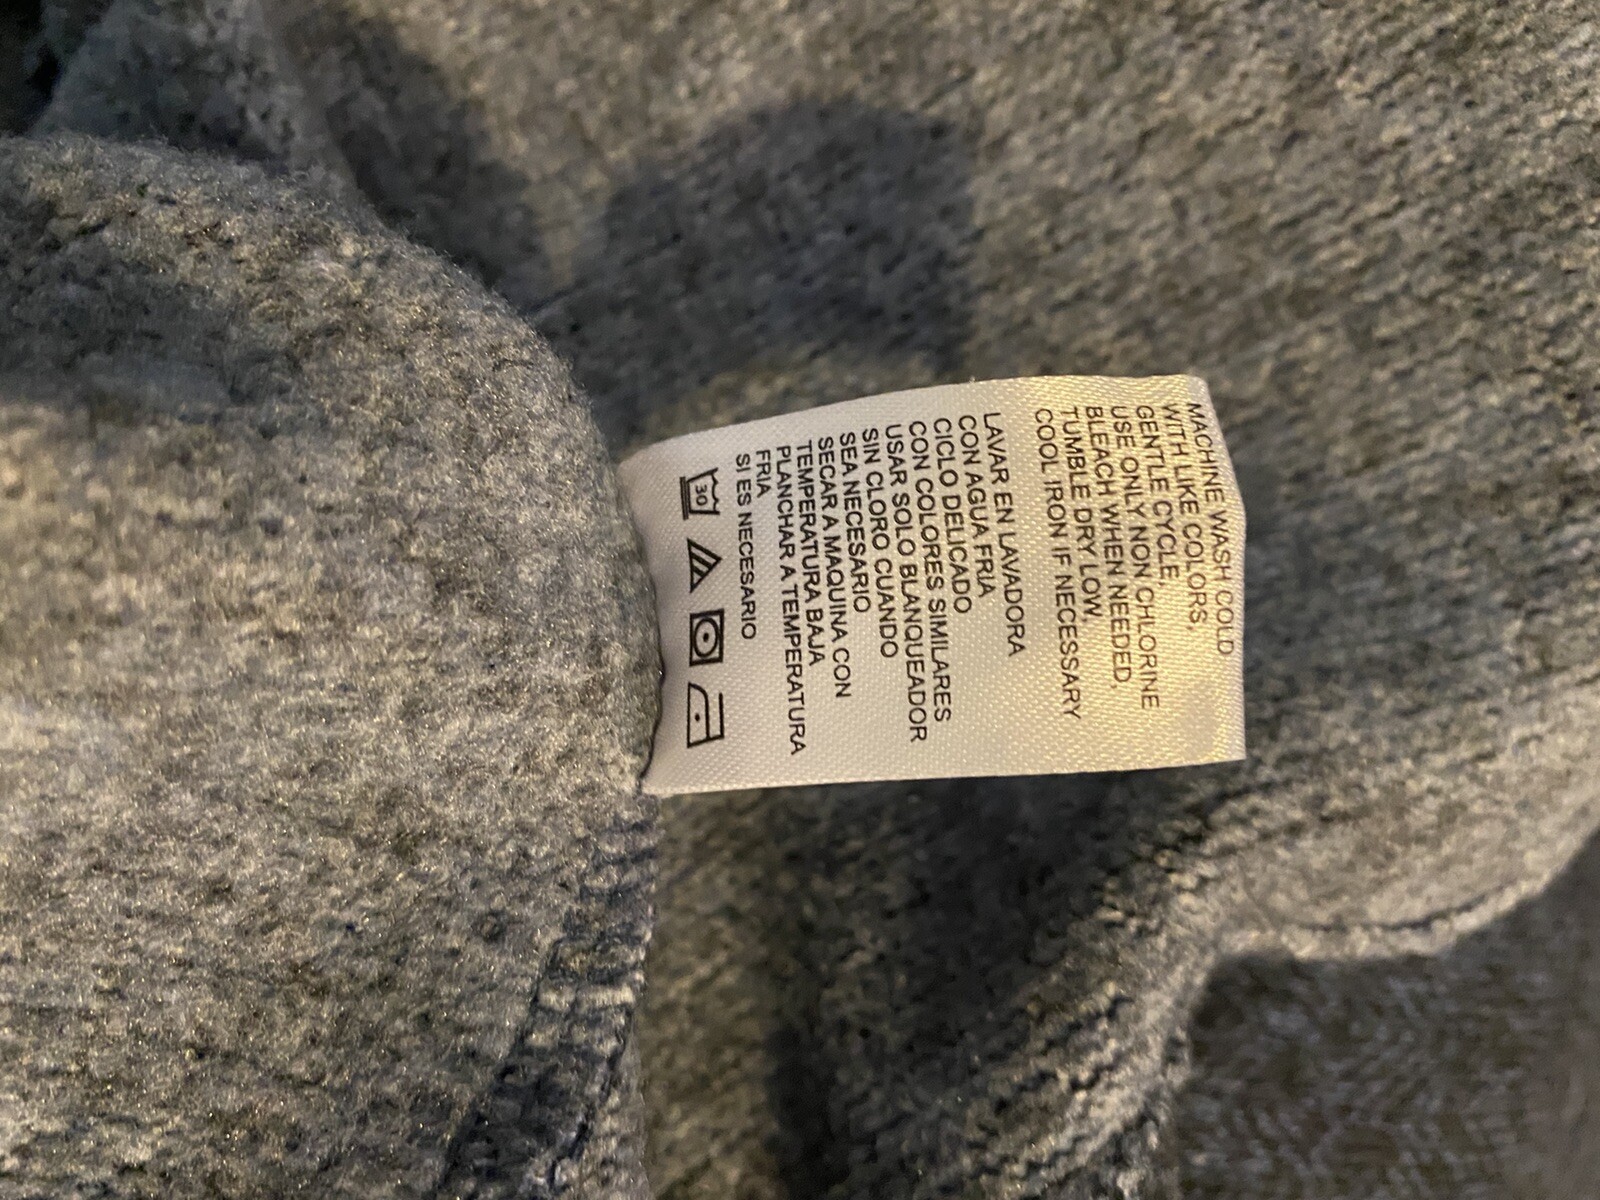 MACHINE WASH COLD
WITH LIKE COLORS,
GENTLE CYCLE,
USE ONLY NON CHLORINE
BLEACH WHEN NEEDED,
TUMBLE DRY LOW,
COOL IRON IF NECESSARY
LAVAR EN LAVADORA
CON AGUA FRIA
CICLO DELICADO
CON COLORES SIMILARES
USAR SOLO BLANQUEADOR
SIN CLORO CUANDO
SEA NECESARIO
SECAR A MAQUINA CON
TEMPERATURA BAJA
PLANCHAR A TEMPERATURA
FRIA
SI ES NECESARIO
30